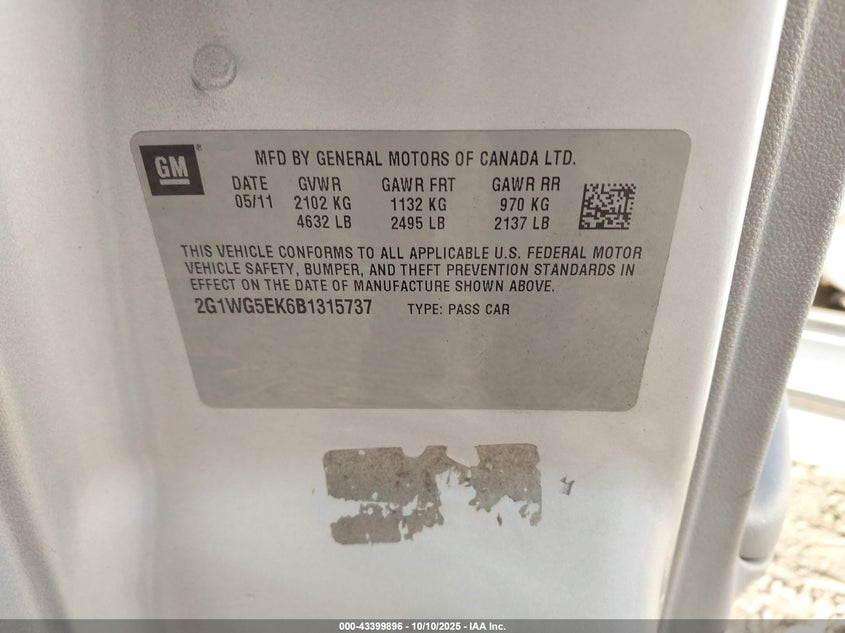 GM
MFD BY GENERAL MOTORS OF CANADA LTD.
DATE GVWR GAWR FRT GAWR RR
05/11 2102 KG 1132 KG 970 KG
4632 LB 2495 LB 2137 LB
THIS VEHICLE CONFORMS TO ALL APPLICABLE U.S. FEDERAL MOTOR
VEHICLE SAFETY, BUMPER, AND THEFT PREVENTION STANDARDS IN
EFFECT ON THE DATE OF MANUFACTURE SHOWN ABOVE.
2G1WG5EK6B1315737 TYPE: PASS CAR
000-43399896 - 10/10/2025 - IAA Inc.